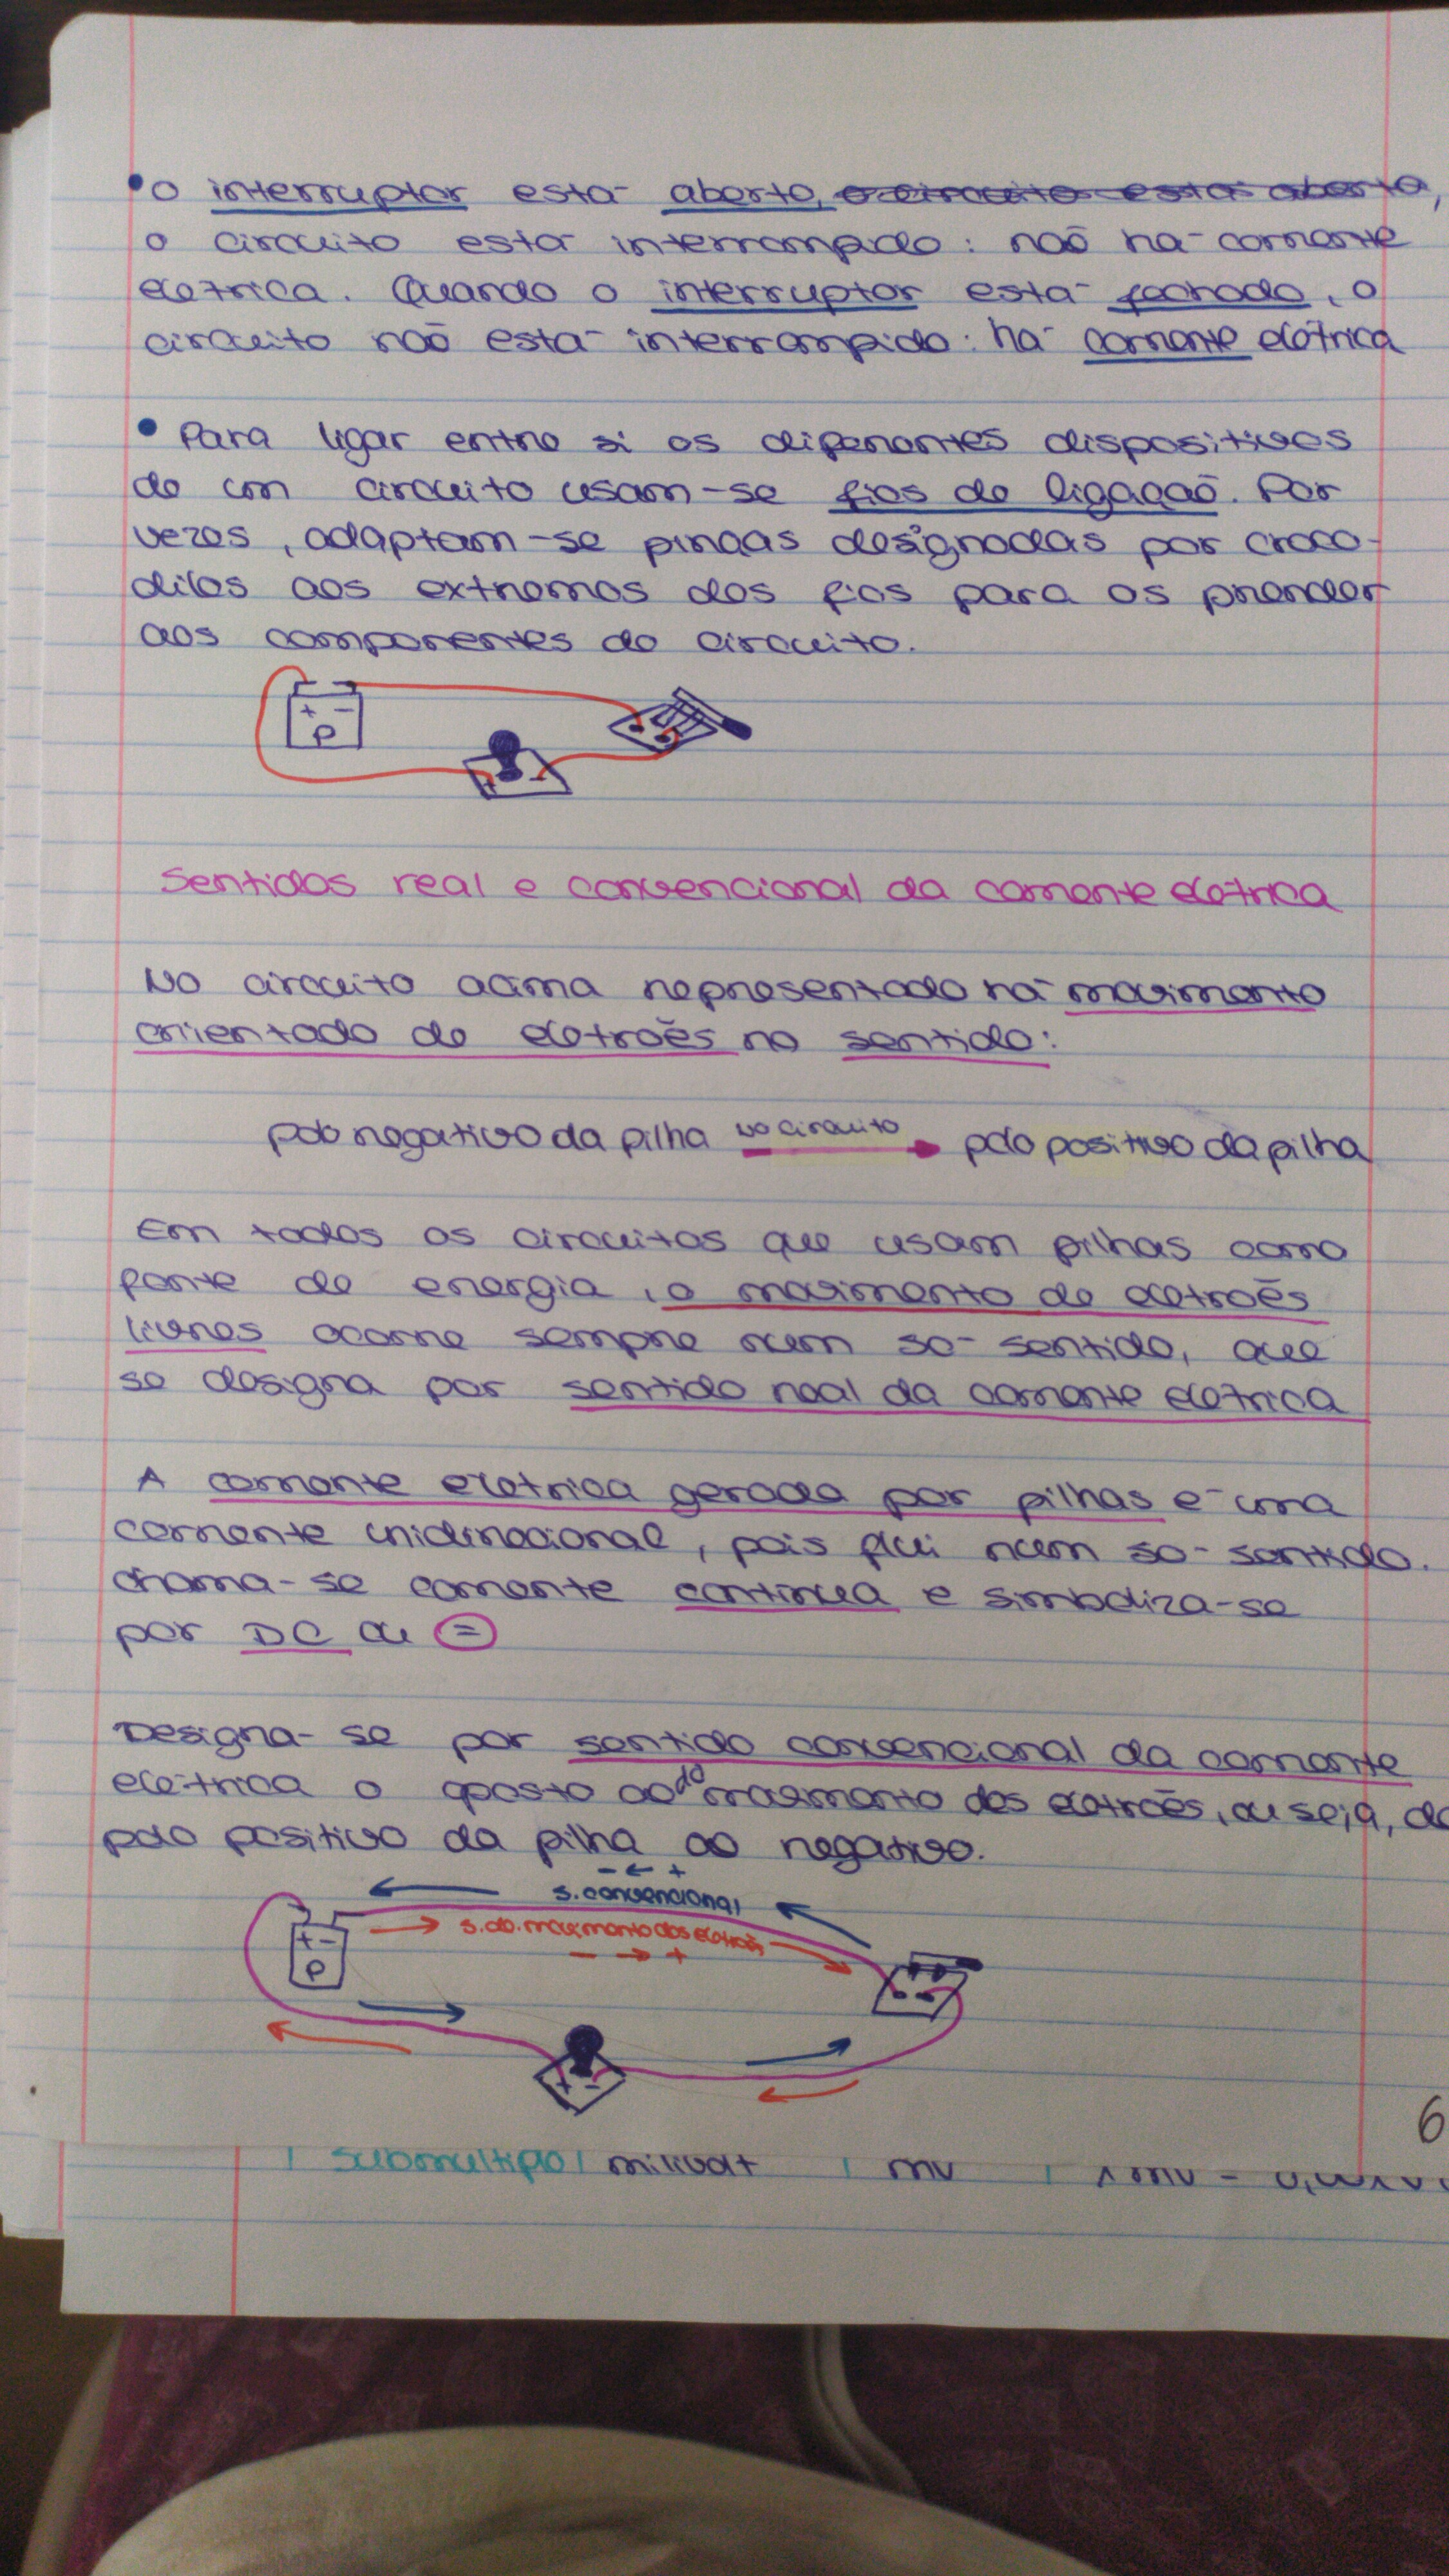 • O interruptor está aberto, o circuito está aberto,
o circuito está interrompido: não há corrente
elétrica. Quando o interruptor está fechado, o
circuito não está interrompido: há corrente elétrica
• Para ligar entre si os diferentes dispositivos
de um circuito usam-se fios de ligação. Por
vezes, adaptam-se pinças designadas por croco-
dilos aos extremos dos fios para os prender
aos componentes do circuito.
+ -
P
+ -
Sentidos real e convencional da corrente elétrica
No circuito acima representado há movimento
orientado de eletrões no sentido:
polo negativo da pilha no circuito → polo positivo da pilha
Em todos os circuitos que usam pilhas como
fonte de energia, o movimento de eletrões
livres ocorre sempre num só sentido, que
se designa por sentido real da corrente elétrica
A corrente elétrica gerada por pilhas é uma
corrente unidirecional, pois flui num só sentido.
Chama-se corrente contínua e simboliza-se
por DC ou =
Designa-se por sentido convencional da corrente
elétrica o oposto ao do movimento dos eletrões, ou seja, do
polo positivo da pilha ao negativo.
- ← +
s. convencional
s. do. movimento dos eletrões
- → +
+ -
P
+ -
6
submúltiplo milivolt mV 1 mV =